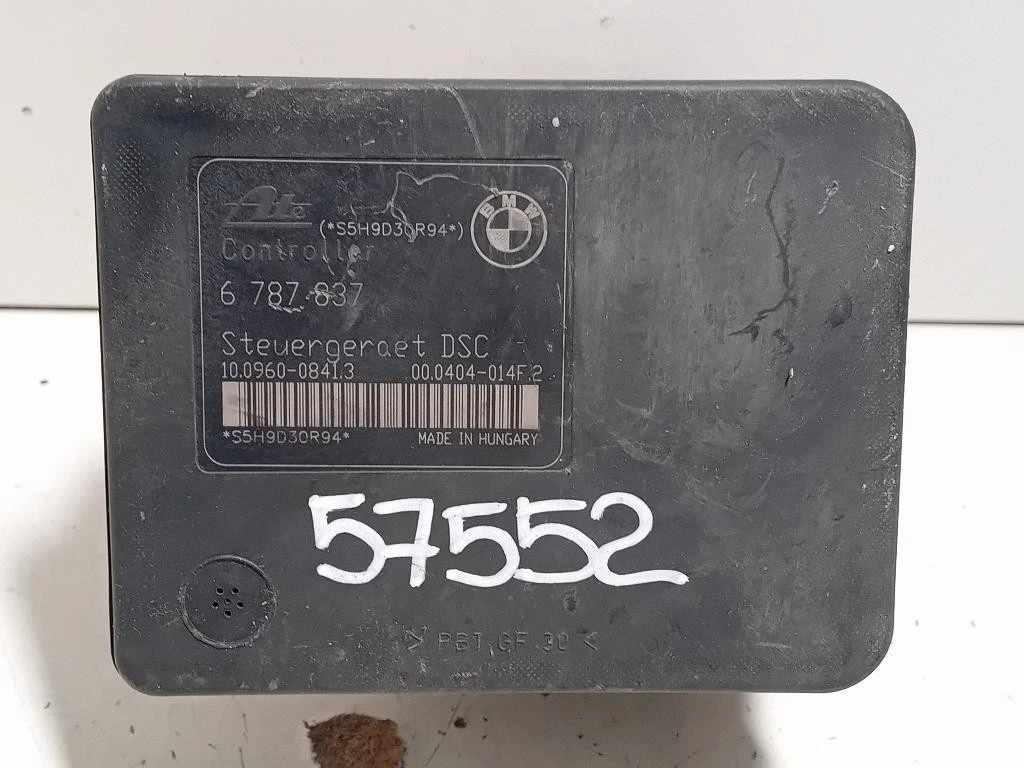 Ate
(*S5H9D30R94*)
BMW
Controller
6 787 837
Steuergeraet DSC
10.0960-0841.3 00.0404-014F.2
*S5H9D30R94*
MADE IN HUNGARY
57552
> PBT GF 30 <